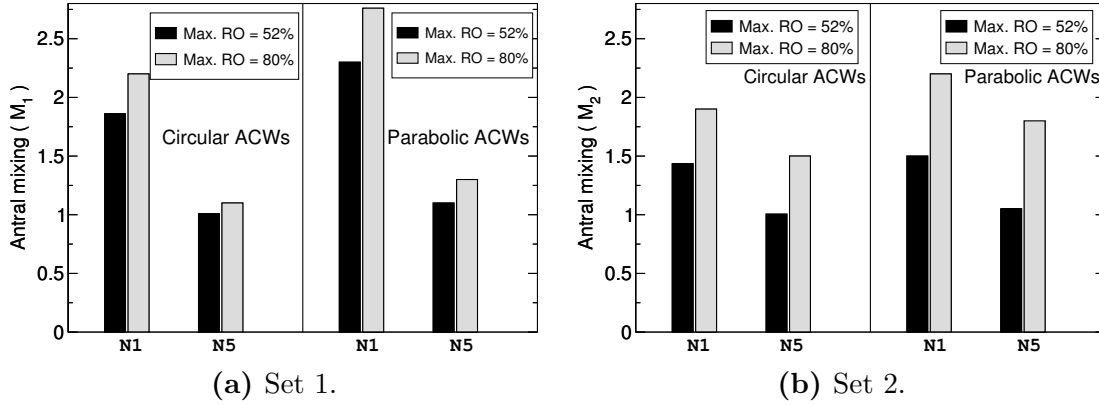 Antral mixing ( M1 )
2.5
2
1.5
1
0.5
0
Max. RO = 52%
Max. RO = 80%
Circular ACWs
Max. RO = 52%
Max. RO = 80%
Parabolic ACWs
N1 N5 N1 N5
(a) Set 1.
Antral mixing ( M2 )
2.5
2
1.5
1
0.5
0
Max. RO = 52%
Max. RO = 80%
Circular ACWs
Max. RO = 52%
Max. RO = 80%
Parabolic ACWs
N1 N5 N1 N5
(b) Set 2.